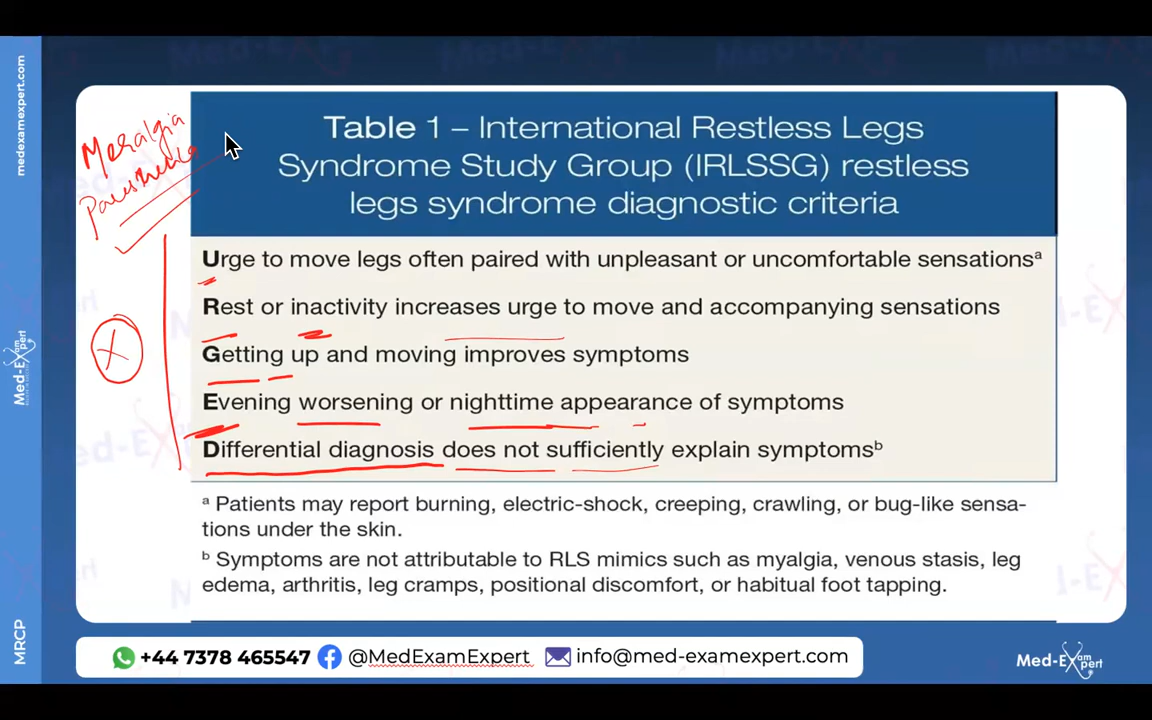 medexamexpert.com
Med-Expert
Exam
MRCP
Meralgia
Table 1 – International Restless Legs
Syndrome Study Group (IRLSSG) restless
legs syndrome diagnostic criteria
Urge to move legs often paired with unpleasant or uncomfortable sensationsᵃ
Rest or inactivity increases urge to move and accompanying sensations
Getting up and moving improves symptoms
Evening worsening or nighttime appearance of symptoms
Differential diagnosis does not sufficiently explain symptomsᵇ
ᵃ Patients may report burning, electric-shock, creeping, crawling, or bug-like sensa-
tions under the skin.
ᵇ Symptoms are not attributable to RLS mimics such as myalgia, venous stasis, leg
edema, arthritis, leg cramps, positional discomfort, or habitual foot tapping.
+44 7378 465547 @MedExamExpert info@med-examexpert.com
Med-Expert
Exam